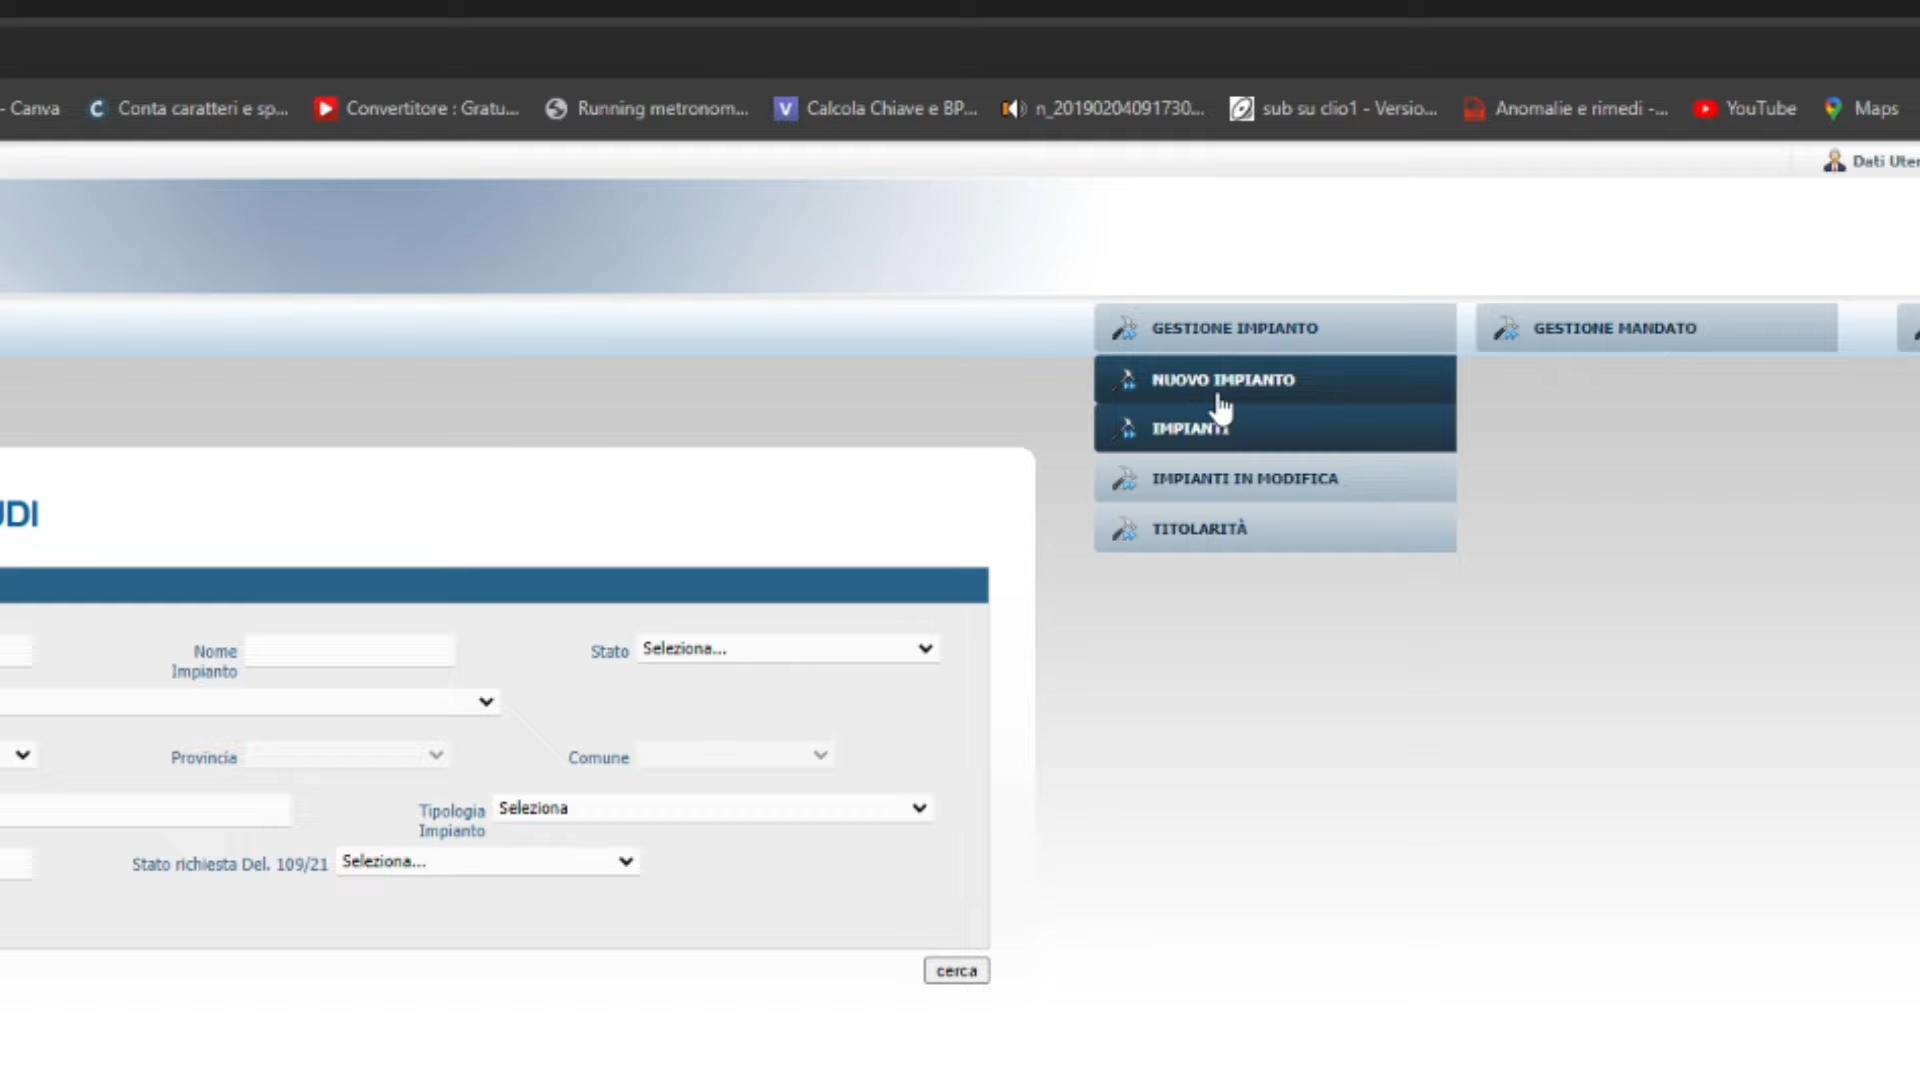 - Canva
Conta caratteri e sp...
Convertitore : Gratu...
Running metronom...
Calcola Chiave e BP...
n_20190204091730...
sub su clio1 - Versio...
Anomalie e rimedi -...
YouTube
Maps
Dati Uten
GESTIONE IMPIANTO
GESTIONE MANDATO
NUOVO IMPIANTO
IMPIANTI
IMPIANTI IN MODIFICA
TITOLARITÀ
UDI
Nome Impianto
Stato
Seleziona...
Provincia
Comune
Tipologia Impianto
Seleziona
Stato richiesta Del. 109/21
Seleziona...
cerca